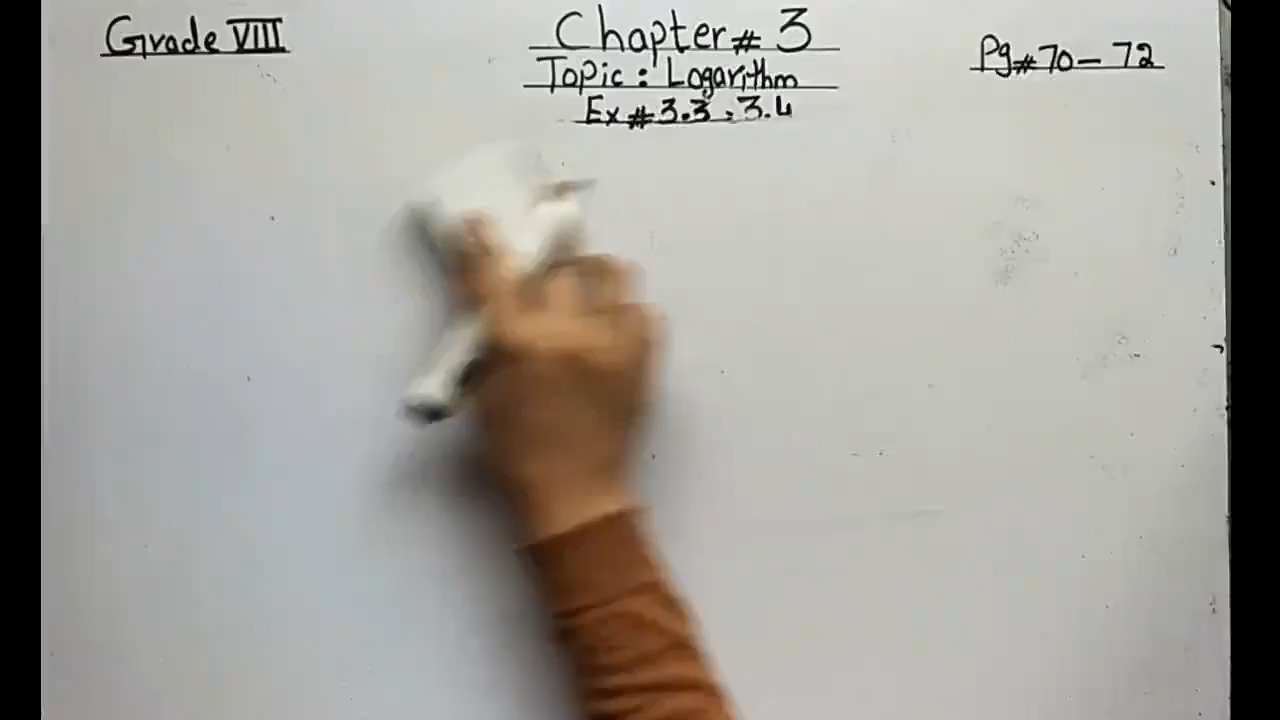 Grade VIII
Chapter # 3
Topic : Logarithm
Ex # 3.3 , 3.4
Pg # 70 - 72